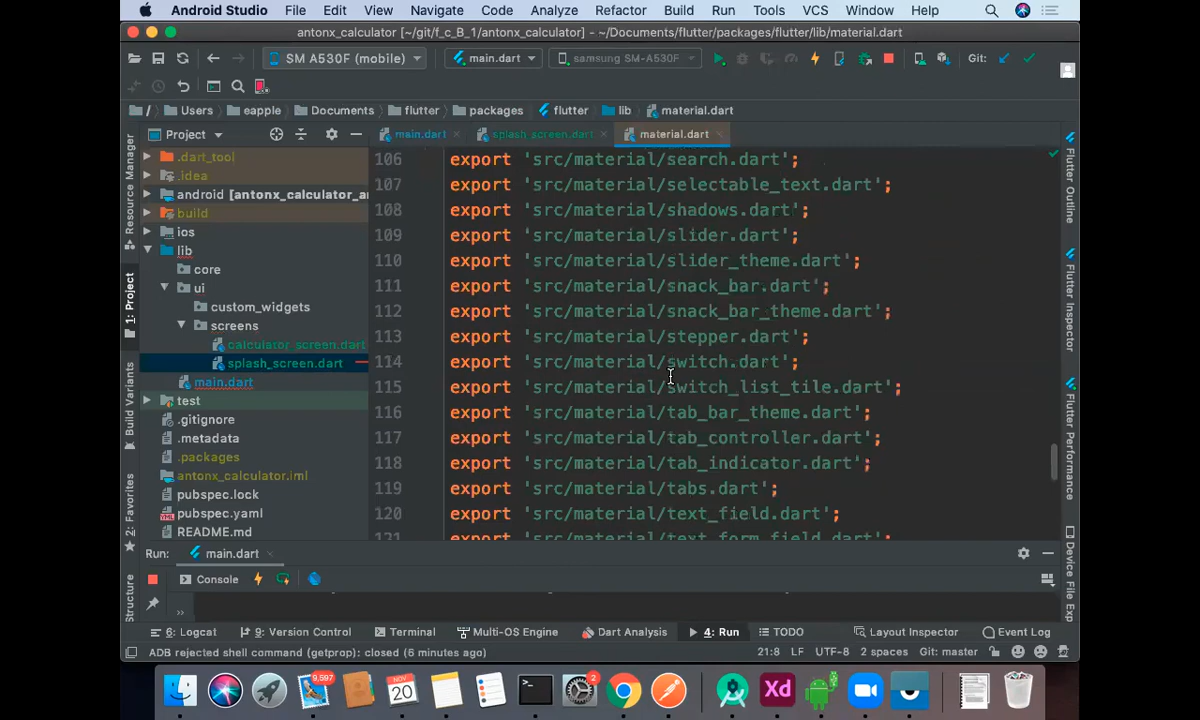 Android Studio File Edit View Navigate Code Analyze Refactor Build Run Tools VCS Window Help
antonx_calculator [~/git/f_c_B_1/antonx_calculator] - ~/Documents/flutter/packages/flutter/lib/material.dart
SM A530F (mobile) main.dart samsung SM-A530F Git:
/ Users eapple Documents flutter packages flutter lib material.dart
Project main.dart splash_screen.dart material.dart
.dart_tool
.idea
android [antonx_calculator_a
build
ios
lib
core
ui
custom_widgets
screens
calculator_screen.dart
splash_screen.dart
main.dart
test
.gitignore
.metadata
.packages
antonx_calculator.iml
pubspec.lock
pubspec.yaml
README.md
106 export 'src/material/search.dart';
107 export 'src/material/selectable_text.dart';
108 export 'src/material/shadows.dart';
109 export 'src/material/slider.dart';
110 export 'src/material/slider_theme.dart';
111 export 'src/material/snack_bar.dart';
112 export 'src/material/snack_bar_theme.dart';
113 export 'src/material/stepper.dart';
114 export 'src/material/switch.dart';
115 export 'src/material/switch_list_tile.dart';
116 export 'src/material/tab_bar_theme.dart';
117 export 'src/material/tab_controller.dart';
118 export 'src/material/tab_indicator.dart';
119 export 'src/material/tabs.dart';
120 export 'src/material/text_field.dart';
121 export 'src/material/text_form_field.dart';
Resource Manager
1: Project
Build Variants
2: Favorites
Structure
Flutter Outline
Flutter Inspector
Flutter Performance
Device File Exp
Run: main.dart
Console
>>
6: Logcat 9: Version Control Terminal Multi-OS Engine Dart Analysis 4: Run TODO Layout Inspector Event Log
ADB rejected shell command (getprop): closed (6 minutes ago) 21:8 LF UTF-8 2 spaces Git: master
9,597
NOV
20
2
Xd